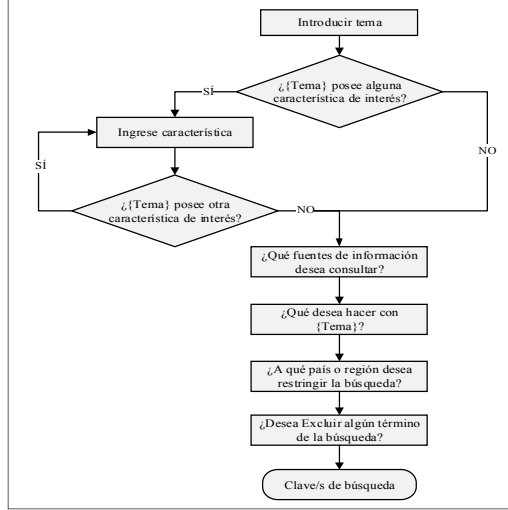 Introducir tema
¿{Tema} posee alguna
característica de interés?
SÍ
Ingrese característica
NO
SÍ
¿{Tema} posee otra
característica de interés?
NO
¿Qué fuentes de información
desea consultar?
¿Qué desea hacer con
{Tema}?
¿A qué país o región desea
restringir la búsqueda?
¿Desea Excluir algún término
de la búsqueda?
Clave/s de búsqueda